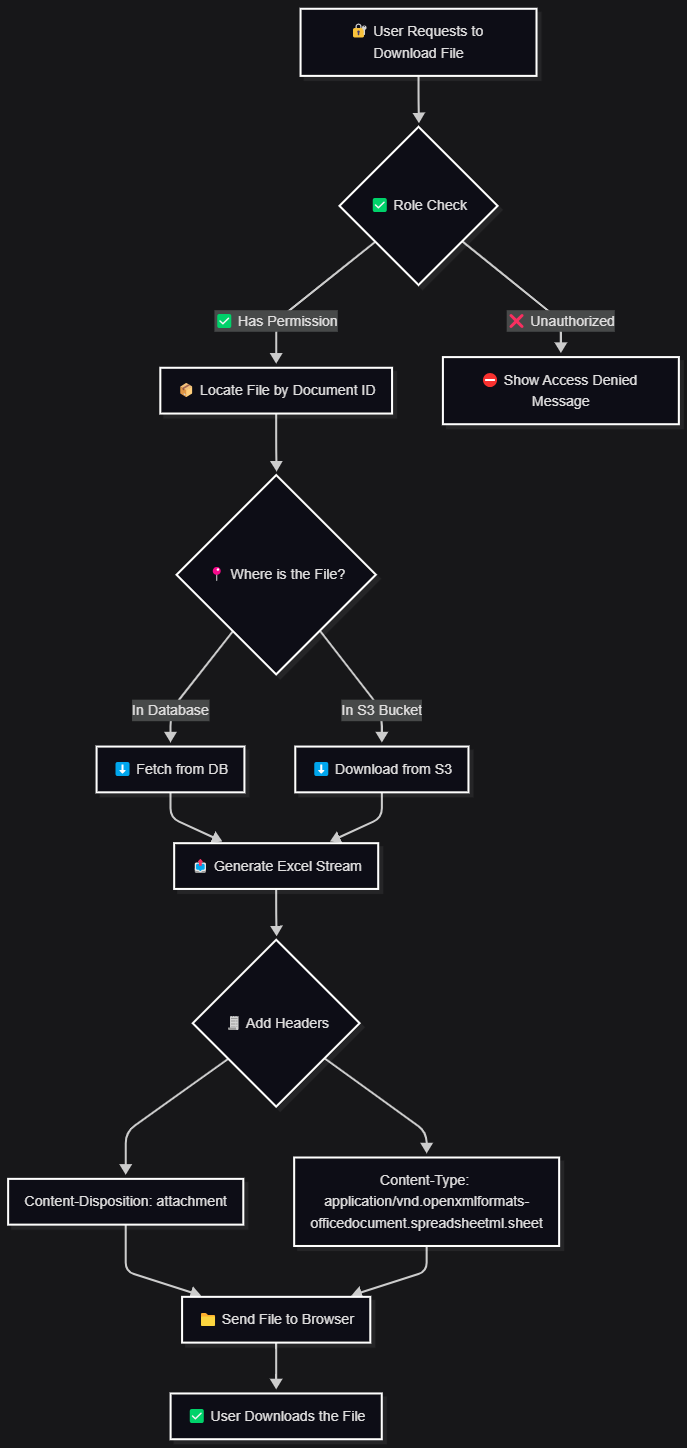 🔐 User Requests to
Download File
✅ Role Check
✅ Has Permission
❌ Unauthorized
📦 Locate File by Document ID
⛔ Show Access Denied
Message
📍 Where is the File?
In Database
In S3 Bucket
⬇️ Fetch from DB
⬇️ Download from S3
📤 Generate Excel Stream
🧾 Add Headers
Content-Disposition: attachment
Content-Type:
application/vnd.openxmlformats-
officedocument.spreadsheetml.sheet
📁 Send File to Browser
✅ User Downloads the File